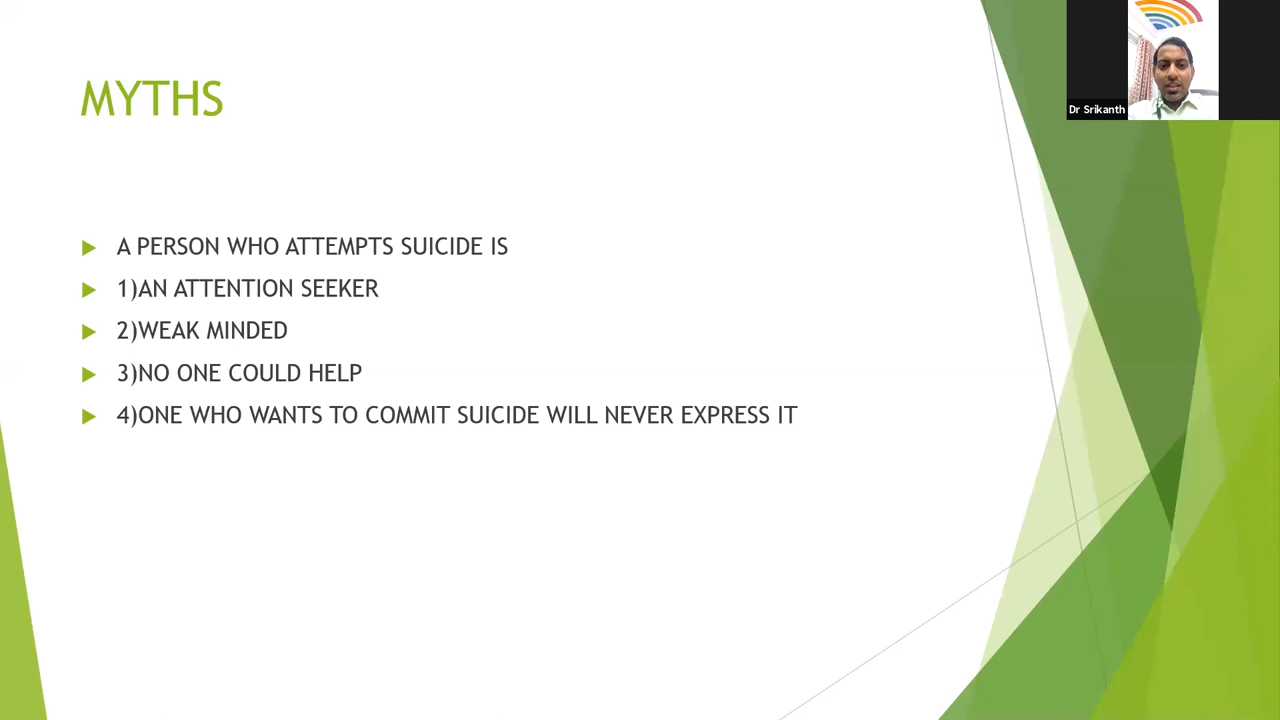 MYTHS
A PERSON WHO ATTEMPTS SUICIDE IS
1)AN ATTENTION SEEKER
2)WEAK MINDED
3)NO ONE COULD HELP
4)ONE WHO WANTS TO COMMIT SUICIDE WILL NEVER EXPRESS IT
Dr Srikanth